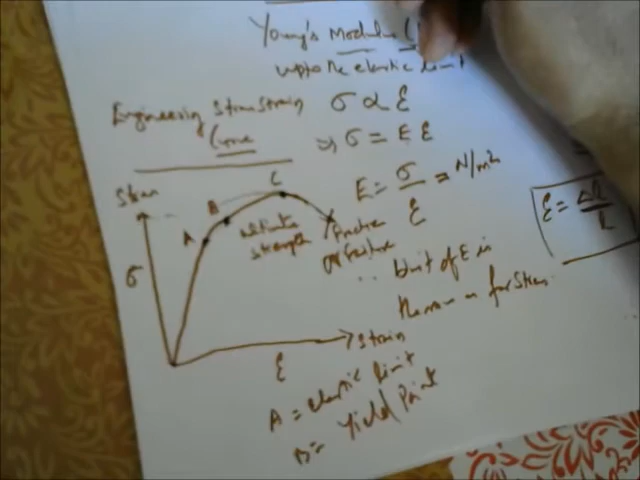 Young's Modulus (
upto the elastic limit
Engineering stress strain
Curve
σ ∝ Ɛ
⇒ σ = E Ɛ
E = σ/Ɛ = N/m²
Ɛ = Δl/l
Stress
σ
A
B
C
ultimate
strength
Fracture
or failure
∴ Unit of E is
the same as for Stress
Strain
Ɛ
A = elastic limit
B = Yield Point